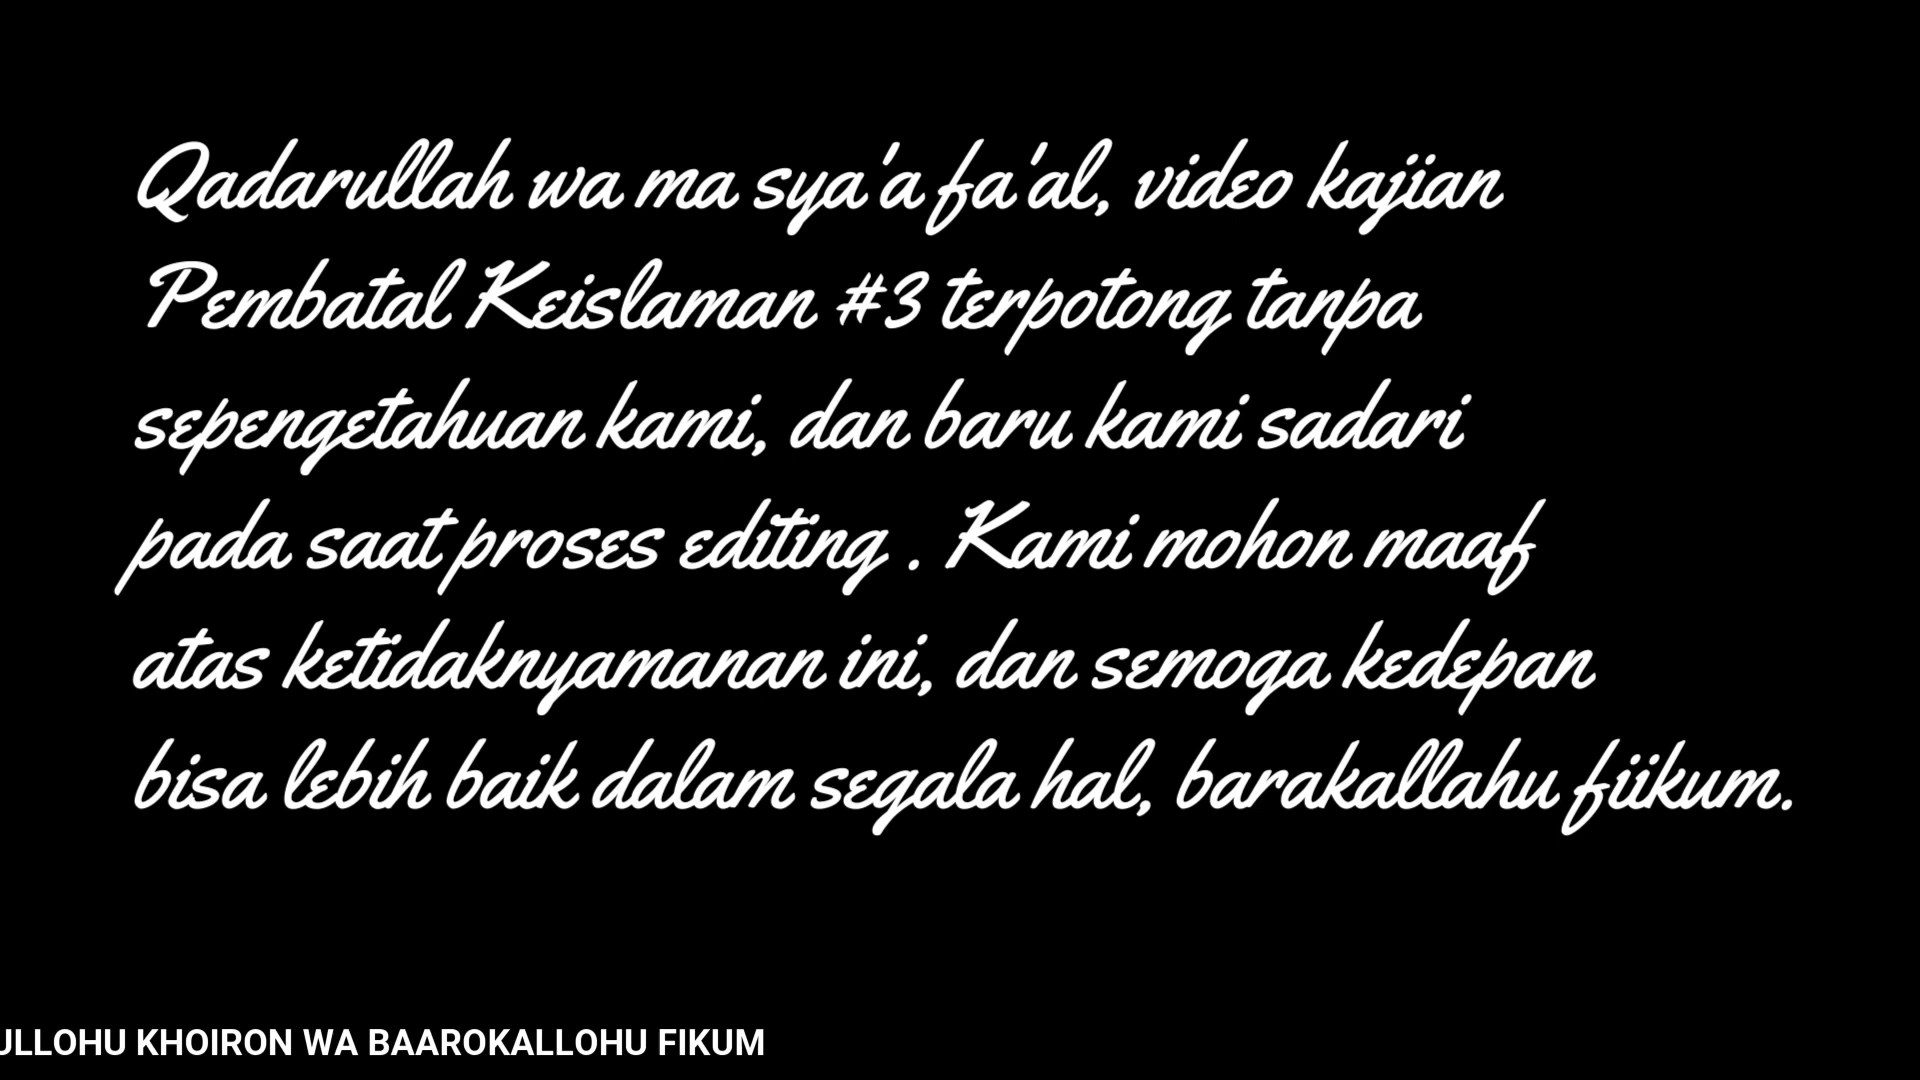 Qadarullah wa ma sya'a fa'al, video kajian
Pembatal Keislaman #3 terpotong tanpa
sepengetahuan kami, dan baru kami sadari
pada saat proses editing . Kami mohon maaf
atas ketidaknyamanan ini, dan semoga kedepan
bisa lebih baik dalam segala hal, barakallahu fiikum.
ULLOHU KHOIRON WA BAAROKALLOHU FIKUM